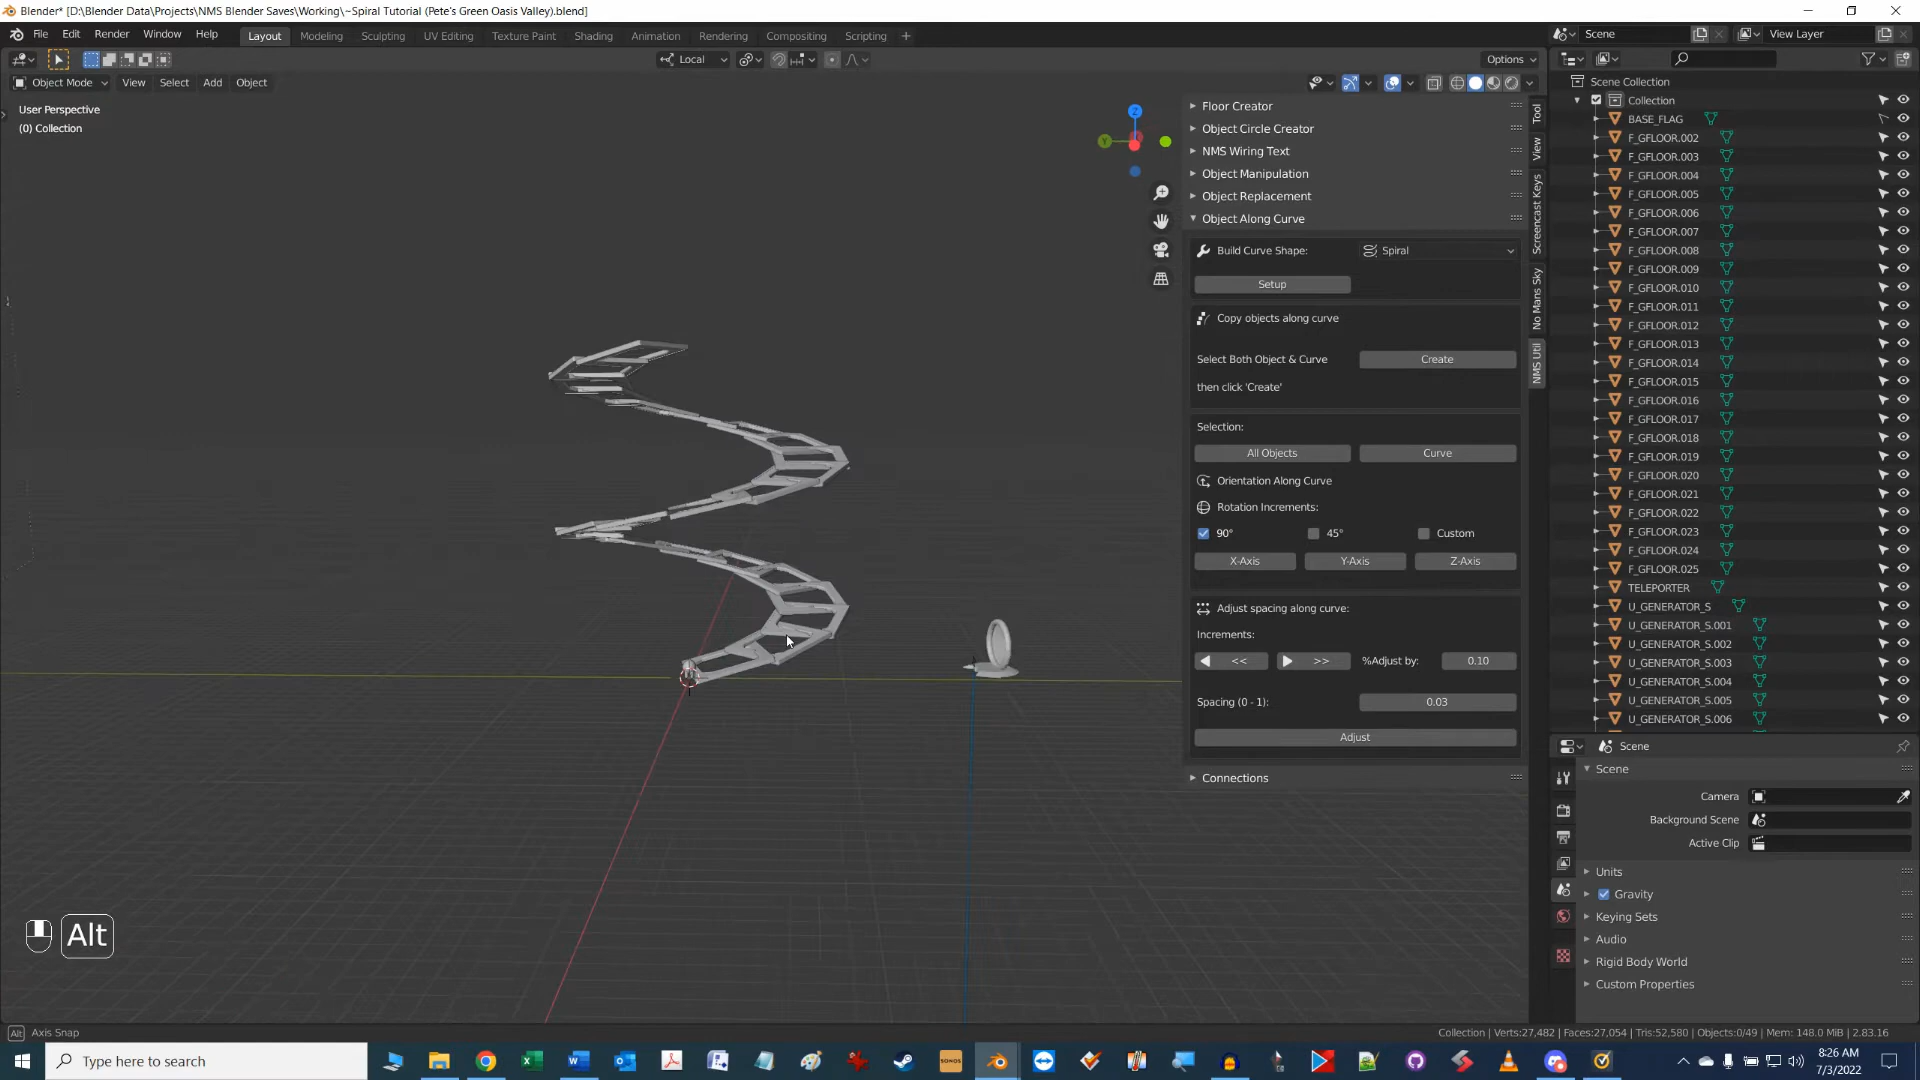 Blender* [D:\Blender Data\Projects\NMS Blender Saves\Working\~Spiral Tutorial (Pete's Green Oasis Valley).blend]
File Edit Render Window Help Layout Modeling Sculpting UV Editing Texture Paint Shading Animation Rendering Compositing Scripting + Scene View Layer
Local Options
Object Mode View Select Add Object
User Perspective
(0) Collection
Alt
Floor Creator
Object Circle Creator
NMS Wiring Text
Object Manipulation
Object Replacement
Object Along Curve
Build Curve Shape: Spiral
Setup
Copy objects along curve
Select Both Object & Curve Create
then click 'Create'
Selection:
All Objects Curve
Orientation Along Curve
Rotation Increments:
90° 45° Custom
X-Axis Y-Axis Z-Axis
Adjust spacing along curve:
Increments:
<< >> %Adjust by: 0.10
Spacing (0 - 1): 0.03
Adjust
Connections
Tool
View
Screencast Keys
No Mans Sky
NMS Util
Scene Collection
Collection
BASE_FLAG
F_GFLOOR.002
F_GFLOOR.003
F_GFLOOR.004
F_GFLOOR.005
F_GFLOOR.006
F_GFLOOR.007
F_GFLOOR.008
F_GFLOOR.009
F_GFLOOR.010
F_GFLOOR.011
F_GFLOOR.012
F_GFLOOR.013
F_GFLOOR.014
F_GFLOOR.015
F_GFLOOR.016
F_GFLOOR.017
F_GFLOOR.018
F_GFLOOR.019
F_GFLOOR.020
F_GFLOOR.021
F_GFLOOR.022
F_GFLOOR.023
F_GFLOOR.024
F_GFLOOR.025
TELEPORTER
U_GENERATOR_S
U_GENERATOR_S.001
U_GENERATOR_S.002
U_GENERATOR_S.003
U_GENERATOR_S.004
U_GENERATOR_S.005
U_GENERATOR_S.006
Scene
Scene
Camera
Background Scene
Active Clip
Units
Gravity
Keying Sets
Audio
Rigid Body World
Custom Properties
Alt Axis Snap
Collection | Verts:27,482 | Faces:27,054 | Tris:52,580 | Objects:0/49 | Mem: 148.0 MiB | 2.83.16
Type here to search
SONOS
8:26 AM
7/3/2022